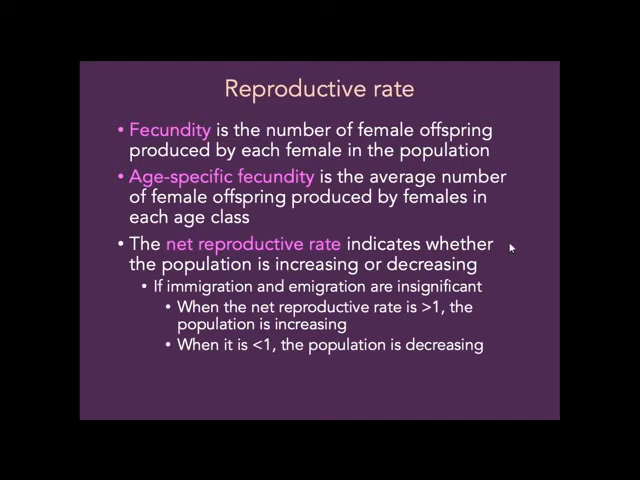 Reproductive rate
• Fecundity is the number of female offspring
produced by each female in the population
• Age-specific fecundity is the average number
of female offspring produced by females in
each age class
• The net reproductive rate indicates whether
the population is increasing or decreasing
• If immigration and emigration are insignificant
• When the net reproductive rate is >1, the
population is increasing
• When it is <1, the population is decreasing